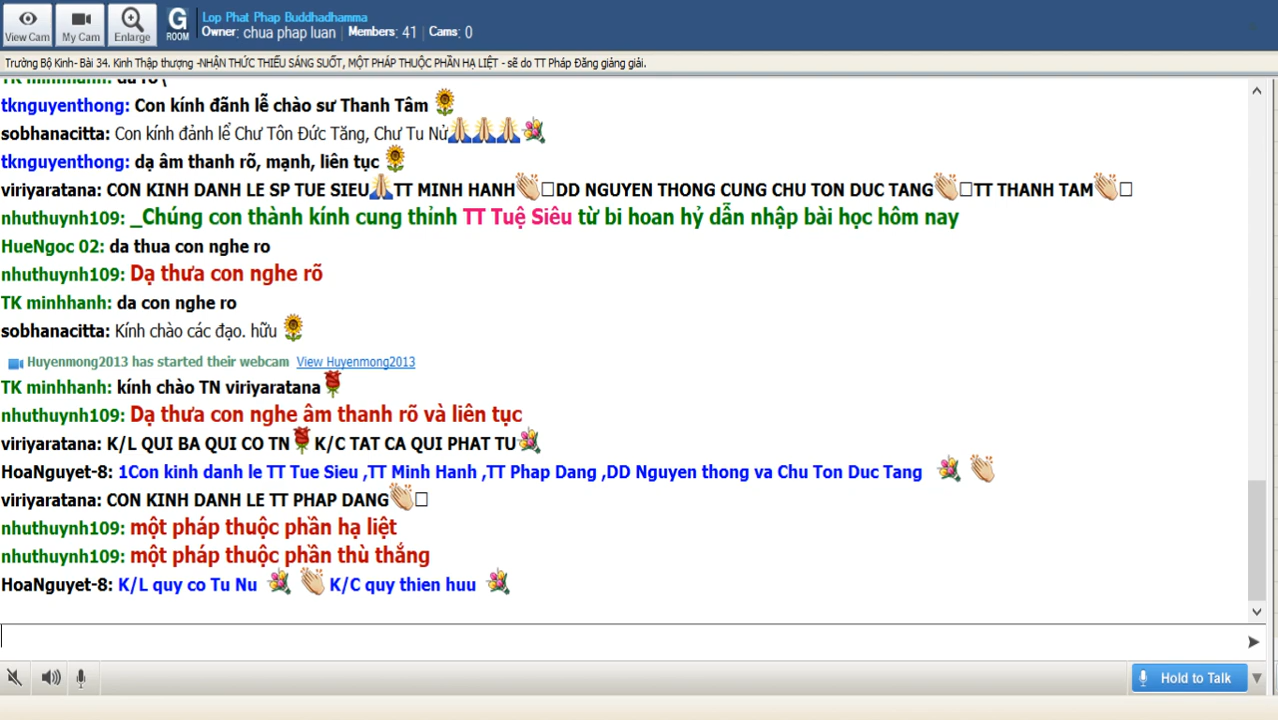 View Cam
My Cam
Enlarge
G
ROOM
Lop Phat Phap Buddhadhamma
Owner: chua phap luan | Members: 41 | Cams: 0
Trường Bộ Kinh- Bài 34. Kinh Thập thượng -NHẬN THỨC THIẾU SÁNG SUỐT, MỘT PHÁP THUỘC PHẦN HẠ LIỆT - sẽ do TT Pháp Đăng giảng giải.
tknguyenthong: Con kính đãnh lễ chào sư Thanh Tâm
sobhanacitta: Con kính đảnh lể Chư Tôn Đức Tăng, Chư Tu Nử
tknguyenthong: dạ âm thanh rõ, mạnh, liên tục
viriyaratana: CON KINH DANH LE SP TUE SIEU TT MINH HANH DD NGUYEN THONG CUNG CHU TON DUC TANG TT THANH TAM
nhuthuynh109: _Chúng con thành kính cung thỉnh TT Tuệ Siêu từ bi hoan hỷ dẫn nhập bài học hôm nay
HueNgoc 02: da thua con nghe ro
nhuthuynh109: Dạ thưa con nghe rõ
TK minhhanh: da con nghe ro
sobhanacitta: Kính chào các đạo. hữu
Huyenmong2013 has started their webcam View Huyenmong2013
TK minhhanh: kính chào TN viriyaratana
nhuthuynh109: Dạ thưa con nghe âm thanh rõ và liên tục
viriyaratana: K/L QUI BA QUI CO TN K/C TAT CA QUI PHAT TU
HoaNguyet-8: 1Con kinh danh le TT Tue Sieu ,TT Minh Hanh ,TT Phap Dang ,DD Nguyen thong va Chu Ton Duc Tang
viriyaratana: CON KINH DANH LE TT PHAP DANG
nhuthuynh109: một pháp thuộc phần hạ liệt
nhuthuynh109: một pháp thuộc phần thù thắng
HoaNguyet-8: K/L quy co Tu Nu K/C quy thien huu
Hold to Talk